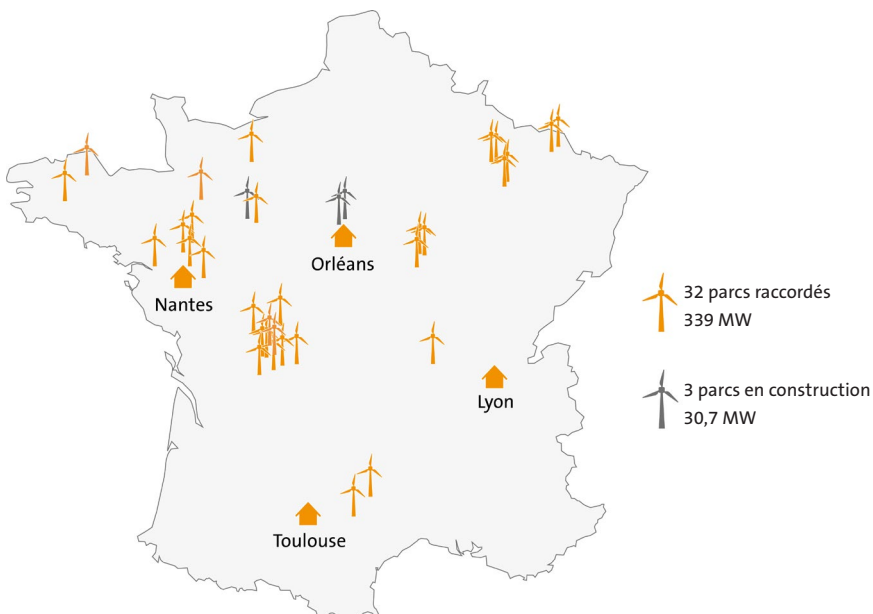 Orléans
Nantes
32 parcs raccordés
339 MW
Lyon
3 parcs en construction
30,7 MW
Toulouse